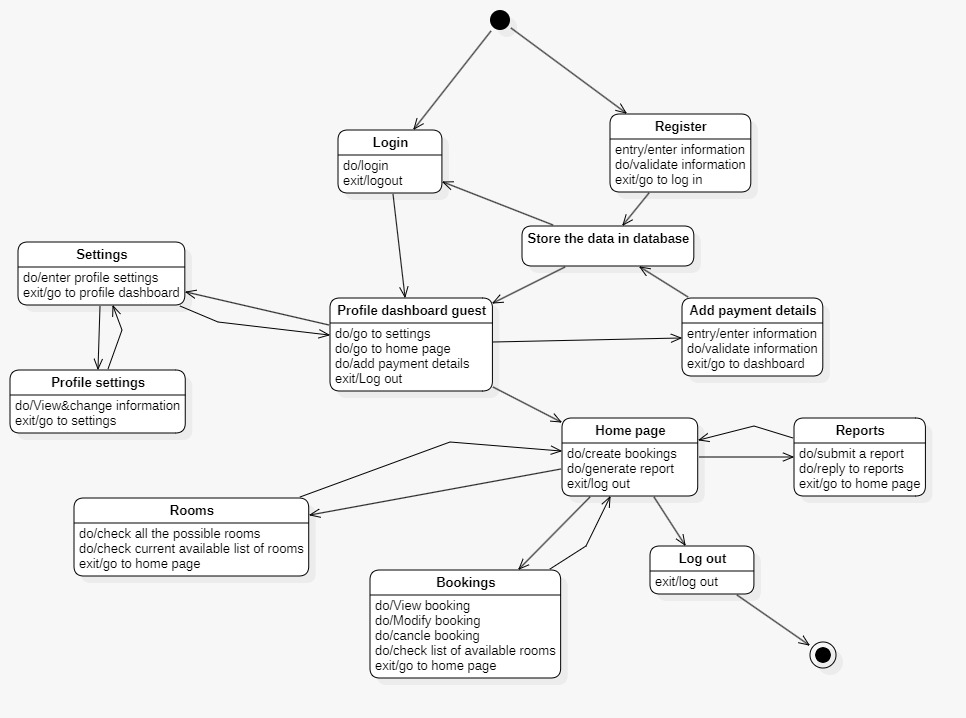 Login
do/login
exit/logout
Register
entry/enter information
do/validate information
exit/go to log in
Store the data in database
Settings
do/enter profile settings
exit/go to profile dashboard
Profile dashboard guest
do/go to settings
do/go to home page
do/add payment details
exit/Log out
Add payment details
entry/enter information
do/validate information
exit/go to dashboard
Profile settings
do/View&change information
exit/go to settings
Home page
do/create bookings
do/generate report
exit/log out
Reports
do/submit a report
do/reply to reports
exit/go to home page
Rooms
do/check all the possible rooms
do/check current available list of rooms
exit/go to home page
Bookings
do/View booking
do/Modify booking
do/cancle booking
do/check list of available rooms
exit/go to home page
Log out
exit/log out